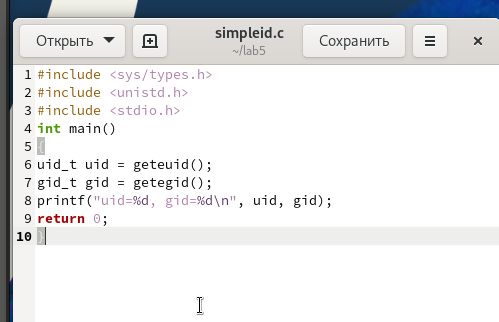 Открыть
simpleid.c
~/lab5
Сохранить
1 #include <sys/types.h>
2 #include <unistd.h>
3 #include <stdio.h>
4 int main()
5 {
6 uid_t uid = geteuid();
7 gid_t gid = getegid();
8 printf("uid=%d, gid=%d\n", uid, gid);
9 return 0;
10 }